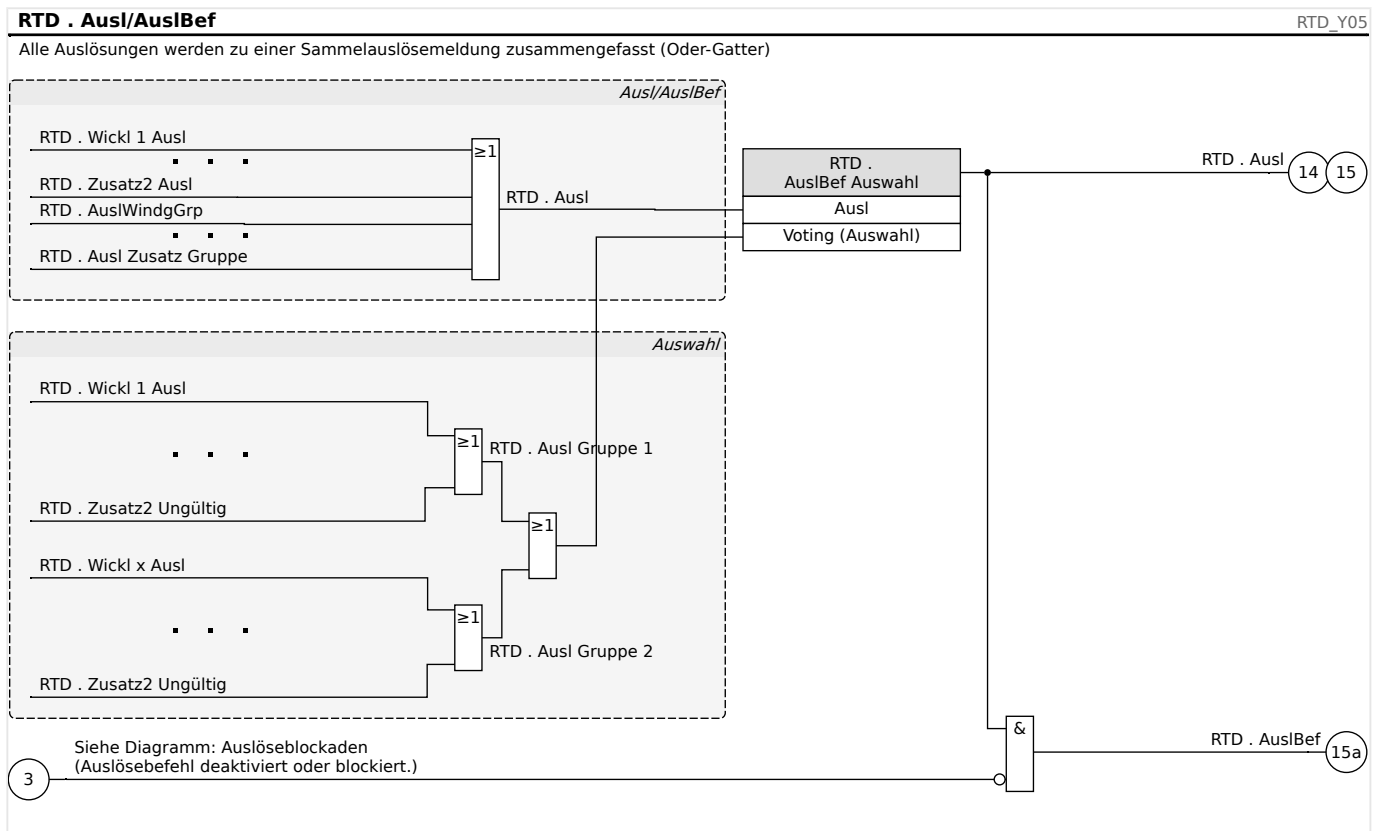 RTD . Ausl/AuslBef
RTD_Y05
Alle Auslösungen werden zu einer Sammelauslösemeldung zusammengefasst (Oder-Gatter)
Ausl/AuslBef
RTD . Wickl 1 Ausl
≥1
RTD . Zusatz2 Ausl
RTD . AuslWindgGrp
RTD . Ausl Zusatz Gruppe
RTD . Ausl
RTD .
AuslBef Auswahl
Ausl
Voting (Auswahl)
RTD . Ausl
14
15
Auswahl
RTD . Wickl 1 Ausl
≥1
RTD . Ausl Gruppe 1
RTD . Zusatz2 Ungültig
≥1
RTD . Wickl x Ausl
≥1
RTD . Ausl Gruppe 2
RTD . Zusatz2 Ungültig
&
RTD . AuslBef
15a
Siehe Diagramm: Auslöseblockaden
(Auslösebefehl deaktiviert oder blockiert.)
3